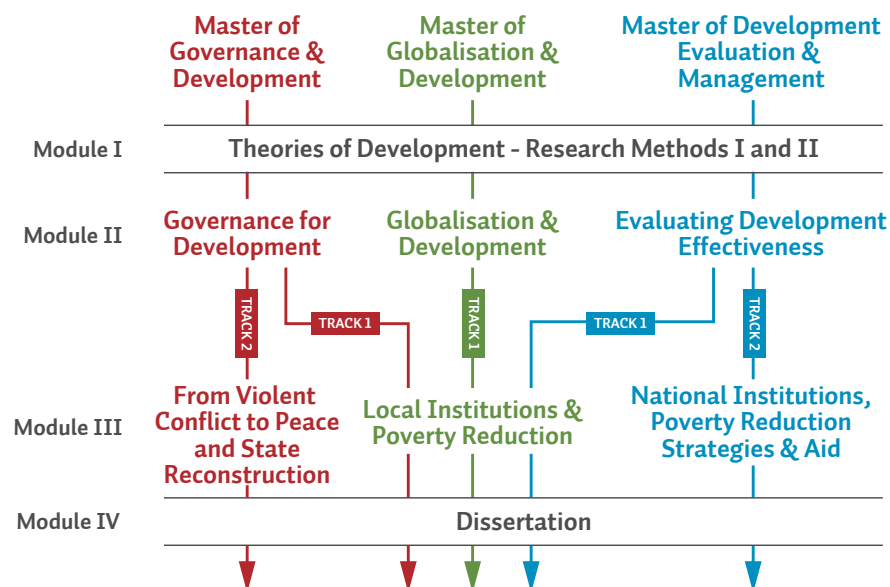 Master of
Governance &
Development
Master of
Globalisation &
Development
Master of Development
Evaluation &
Management
Module I
Theories of Development - Research Methods I and II
Module II
Governance for
Development
Globalisation &
Development
Evaluating Development
Effectiveness
TRACK 2
TRACK 1
TRACK 1
TRACK 1
TRACK 2
Module III
From Violent
Conflict to Peace
and State
Reconstruction
Local Institutions &
Poverty Reduction
National Institutions,
Poverty Reduction
Strategies & Aid
Module IV
Dissertation